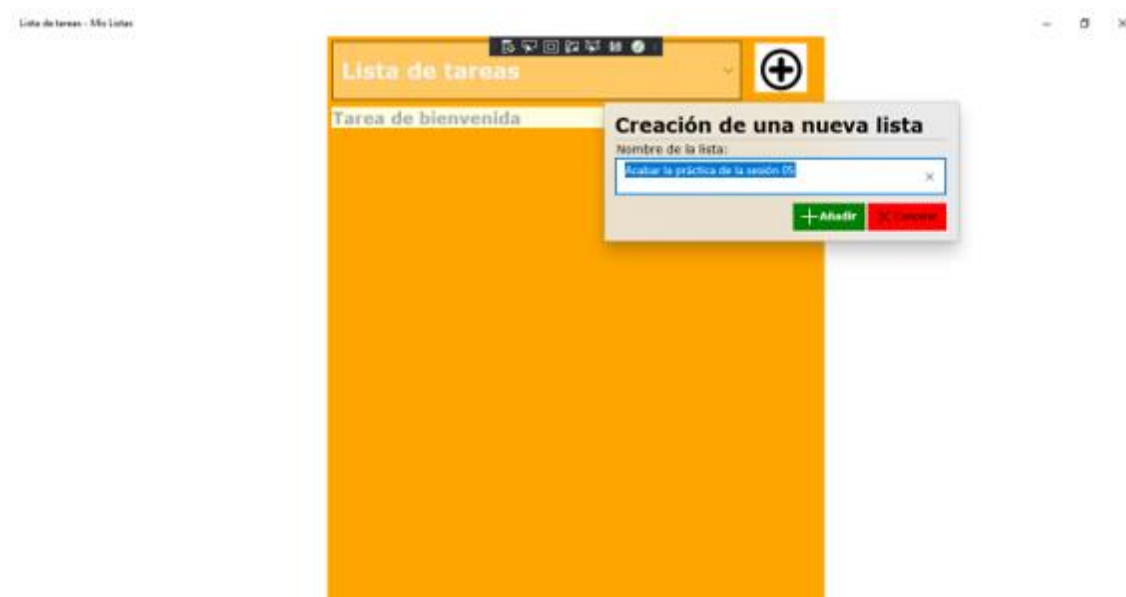 Lista de tareas - Mis Listas
Lista de tareas
Tarea de bienvenida
Creación de una nueva lista
Nombre de la lista:
Acabar la práctica de la sesión 05
Añadir
Cancelar